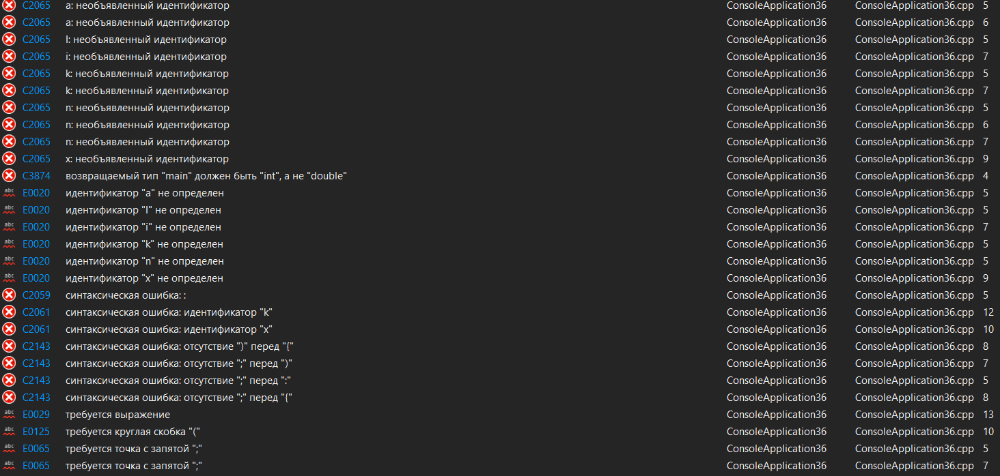 C2065 a: необъявленный идентификатор ConsoleApplication36 ConsoleApplication36.cpp 5
C2065 a: необъявленный идентификатор ConsoleApplication36 ConsoleApplication36.cpp 6
C2065 I: необъявленный идентификатор ConsoleApplication36 ConsoleApplication36.cpp 5
C2065 i: необъявленный идентификатор ConsoleApplication36 ConsoleApplication36.cpp 7
C2065 k: необъявленный идентификатор ConsoleApplication36 ConsoleApplication36.cpp 5
C2065 k: необъявленный идентификатор ConsoleApplication36 ConsoleApplication36.cpp 7
C2065 n: необъявленный идентификатор ConsoleApplication36 ConsoleApplication36.cpp 5
C2065 n: необъявленный идентификатор ConsoleApplication36 ConsoleApplication36.cpp 6
C2065 n: необъявленный идентификатор ConsoleApplication36 ConsoleApplication36.cpp 7
C2065 x: необъявленный идентификатор ConsoleApplication36 ConsoleApplication36.cpp 9
C3874 возвращаемый тип "main" должен быть "int", а не "double" ConsoleApplication36 ConsoleApplication36.cpp 4
abc E0020 идентификатор "a" не определен ConsoleApplication36 ConsoleApplication36.cpp 5
abc E0020 идентификатор "I" не определен ConsoleApplication36 ConsoleApplication36.cpp 5
abc E0020 идентификатор "i" не определен ConsoleApplication36 ConsoleApplication36.cpp 7
abc E0020 идентификатор "k" не определен ConsoleApplication36 ConsoleApplication36.cpp 5
abc E0020 идентификатор "n" не определен ConsoleApplication36 ConsoleApplication36.cpp 5
abc E0020 идентификатор "x" не определен ConsoleApplication36 ConsoleApplication36.cpp 9
C2059 синтаксическая ошибка: : ConsoleApplication36 ConsoleApplication36.cpp 5
C2061 синтаксическая ошибка: идентификатор "k" ConsoleApplication36 ConsoleApplication36.cpp 12
C2061 синтаксическая ошибка: идентификатор "x" ConsoleApplication36 ConsoleApplication36.cpp 10
C2143 синтаксическая ошибка: отсутствие ")" перед "{" ConsoleApplication36 ConsoleApplication36.cpp 8
C2143 синтаксическая ошибка: отсутствие ";" перед ")" ConsoleApplication36 ConsoleApplication36.cpp 7
C2143 синтаксическая ошибка: отсутствие ";" перед ":" ConsoleApplication36 ConsoleApplication36.cpp 5
C2143 синтаксическая ошибка: отсутствие ";" перед "{" ConsoleApplication36 ConsoleApplication36.cpp 8
abc E0029 требуется выражение ConsoleApplication36 ConsoleApplication36.cpp 13
abc E0125 требуется круглая скобка "(" ConsoleApplication36 ConsoleApplication36.cpp 10
abc E0065 требуется точка с запятой ";" ConsoleApplication36 ConsoleApplication36.cpp 5
abc E0065 требуется точка с запятой ";" ConsoleApplication36 ConsoleApplication36.cpp 7